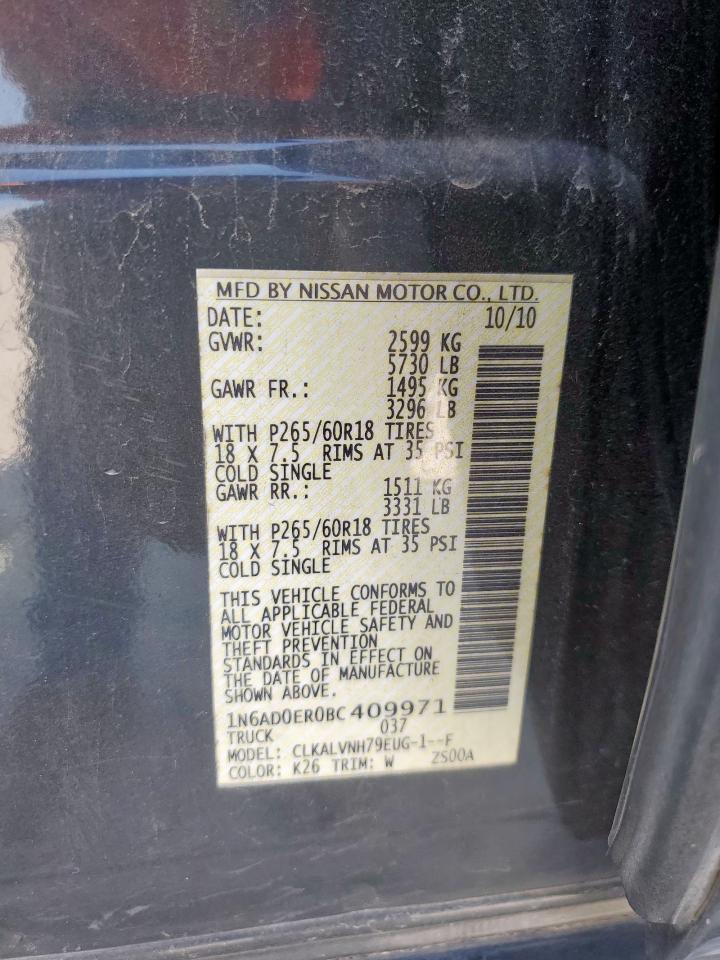 MFD BY NISSAN MOTOR CO., LTD.
DATE: 10/10
GVWR: 2599 KG
5730 LB
GAWR FR.: 1495 KG
3296 LB
WITH P265/60R18 TIRES
18 X 7.5 RIMS AT 35 PSI
COLD SINGLE
GAWR RR.: 1511 KG
3331 LB
WITH P265/60R18 TIRES
18 X 7.5 RIMS AT 35 PSI
COLD SINGLE
THIS VEHICLE CONFORMS TO
ALL APPLICABLE FEDERAL
MOTOR VEHICLE SAFETY AND
THEFT PREVENTION
STANDARDS IN EFFECT ON
THE DATE OF MANUFACTURE
SHOWN ABOVE.
1N6AD0ER0BC409971
TRUCK 037
MODEL: CLKALVNH79EUG-1--F
COLOR: K26 TRIM: W ZS00A